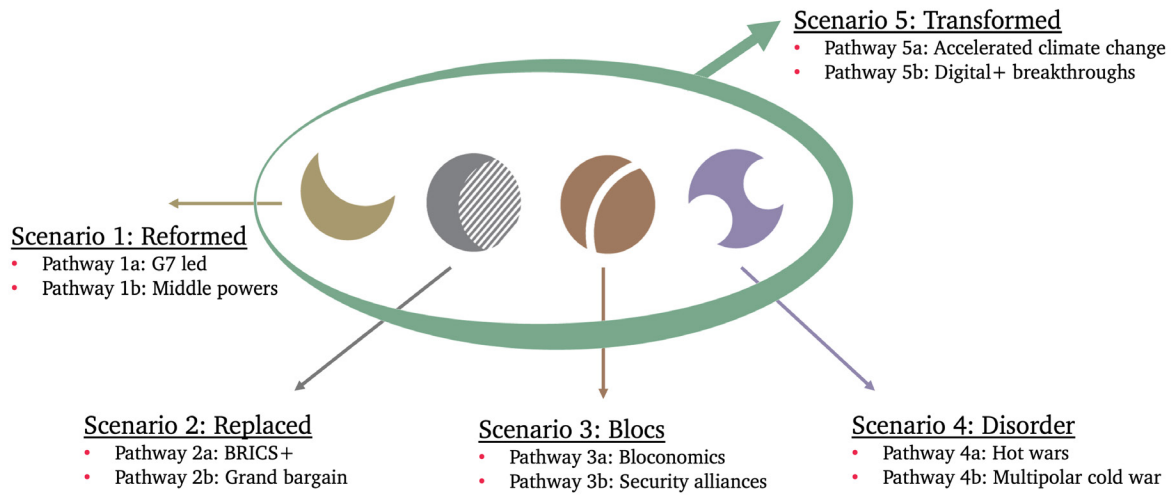 Scenario 5: Transformed
• Pathway 5a: Accelerated climate change
• Pathway 5b: Digital+ breakthroughs
Scenario 1: Reformed
• Pathway 1a: G7 led
• Pathway 1b: Middle powers
Scenario 2: Replaced
• Pathway 2a: BRICS+
• Pathway 2b: Grand bargain
Scenario 3: Blocs
• Pathway 3a: Bloconomics
• Pathway 3b: Security alliances
Scenario 4: Disorder
• Pathway 4a: Hot wars
• Pathway 4b: Multipolar cold war